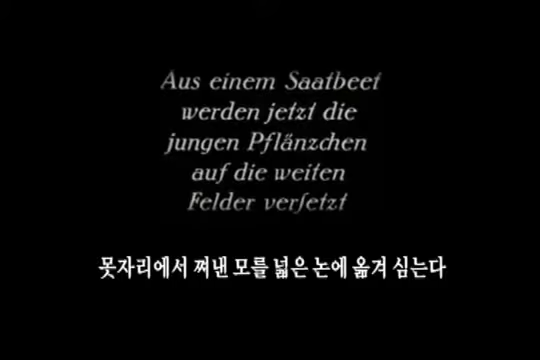 Aus einem Saatbeet
werden jetzt die
jungen Pflänzchen
auf die weiten
Felder verſetzt
못자리에서 쪄낸 모를 넓은 논에 옮겨 심는다